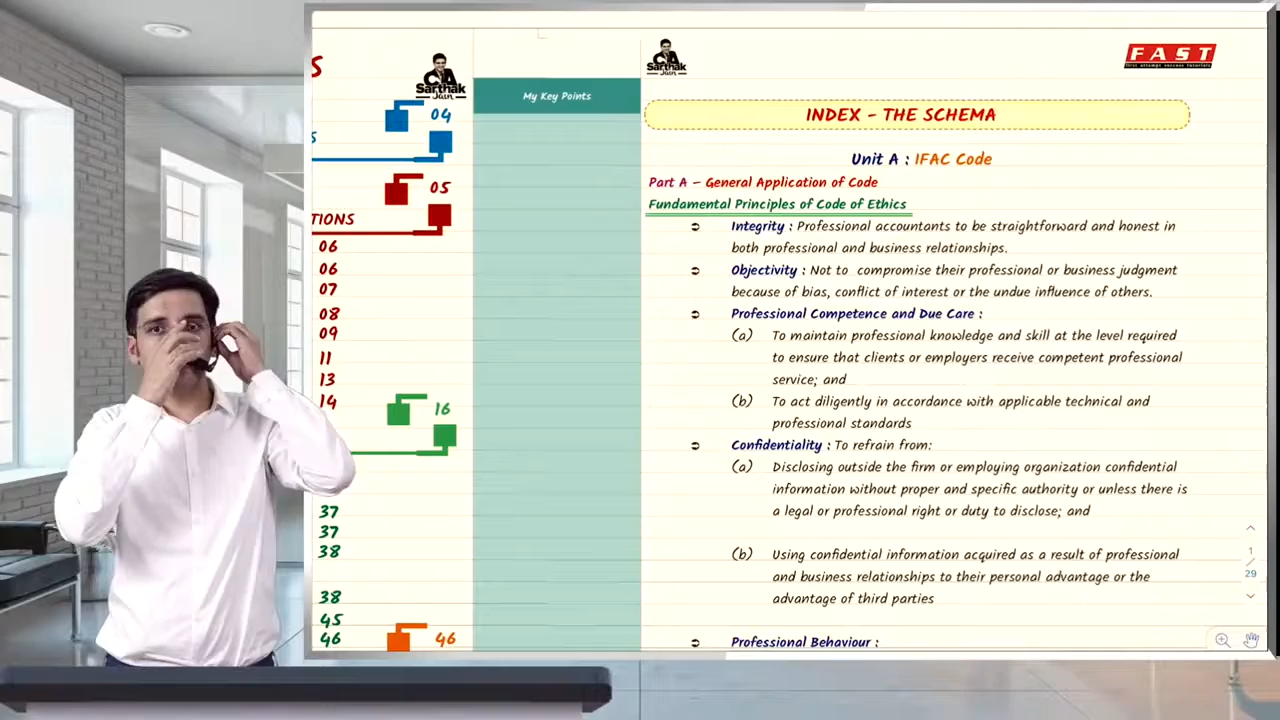 S
04
S
05
TIONS
06
06
07
08
09
11
13
14
16
37
37
38
38
45
46
46
CA
Sarthak
Jain
My Key Points
CA
Sarthak
Jain
FAST
first attempt success tutorials
INDEX – THE SCHEMA
Unit A : IFAC Code
Part A – General Application of Code
Fundamental Principles of Code of Ethics
➲ Integrity : Professional accountants to be straightforward and honest in
both professional and business relationships.
➲ Objectivity : Not to compromise their professional or business judgment
because of bias, conflict of interest or the undue influence of others.
➲ Professional Competence and Due Care :
(a) To maintain professional knowledge and skill at the level required
to ensure that clients or employers receive competent professional
service; and
(b) To act diligently in accordance with applicable technical and
professional standards
➲ Confidentiality : To refrain from:
(a) Disclosing outside the firm or employing organization confidential
information without proper and specific authority or unless there is
a legal or professional right or duty to disclose; and
(b) Using confidential information acquired as a result of professional
and business relationships to their personal advantage or the
advantage of third parties
➲ Professional Behaviour :
1
/
29